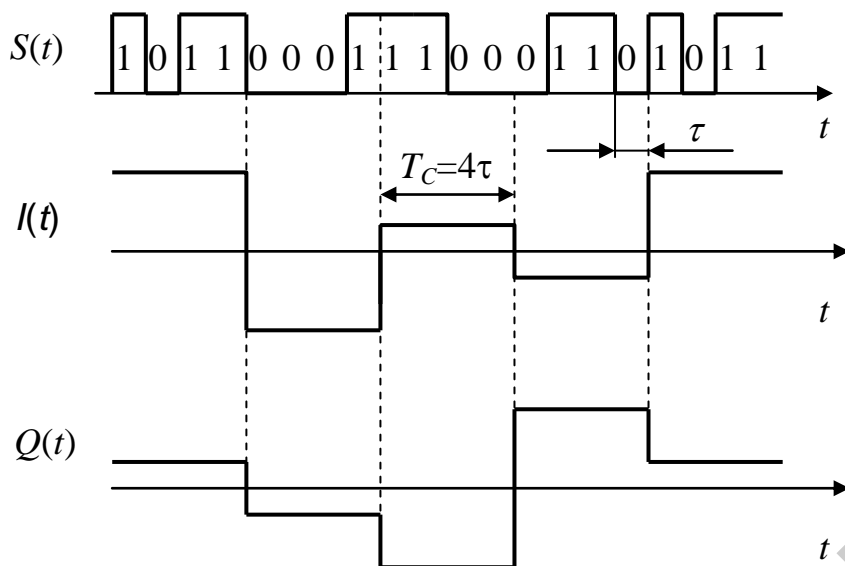 S(t) 1 0 1 1 0 0 0 1 1 1 0 0 0 1 1 0 1 0 1 1
t
τ
T_C=4τ
I(t)
t
Q(t)
t